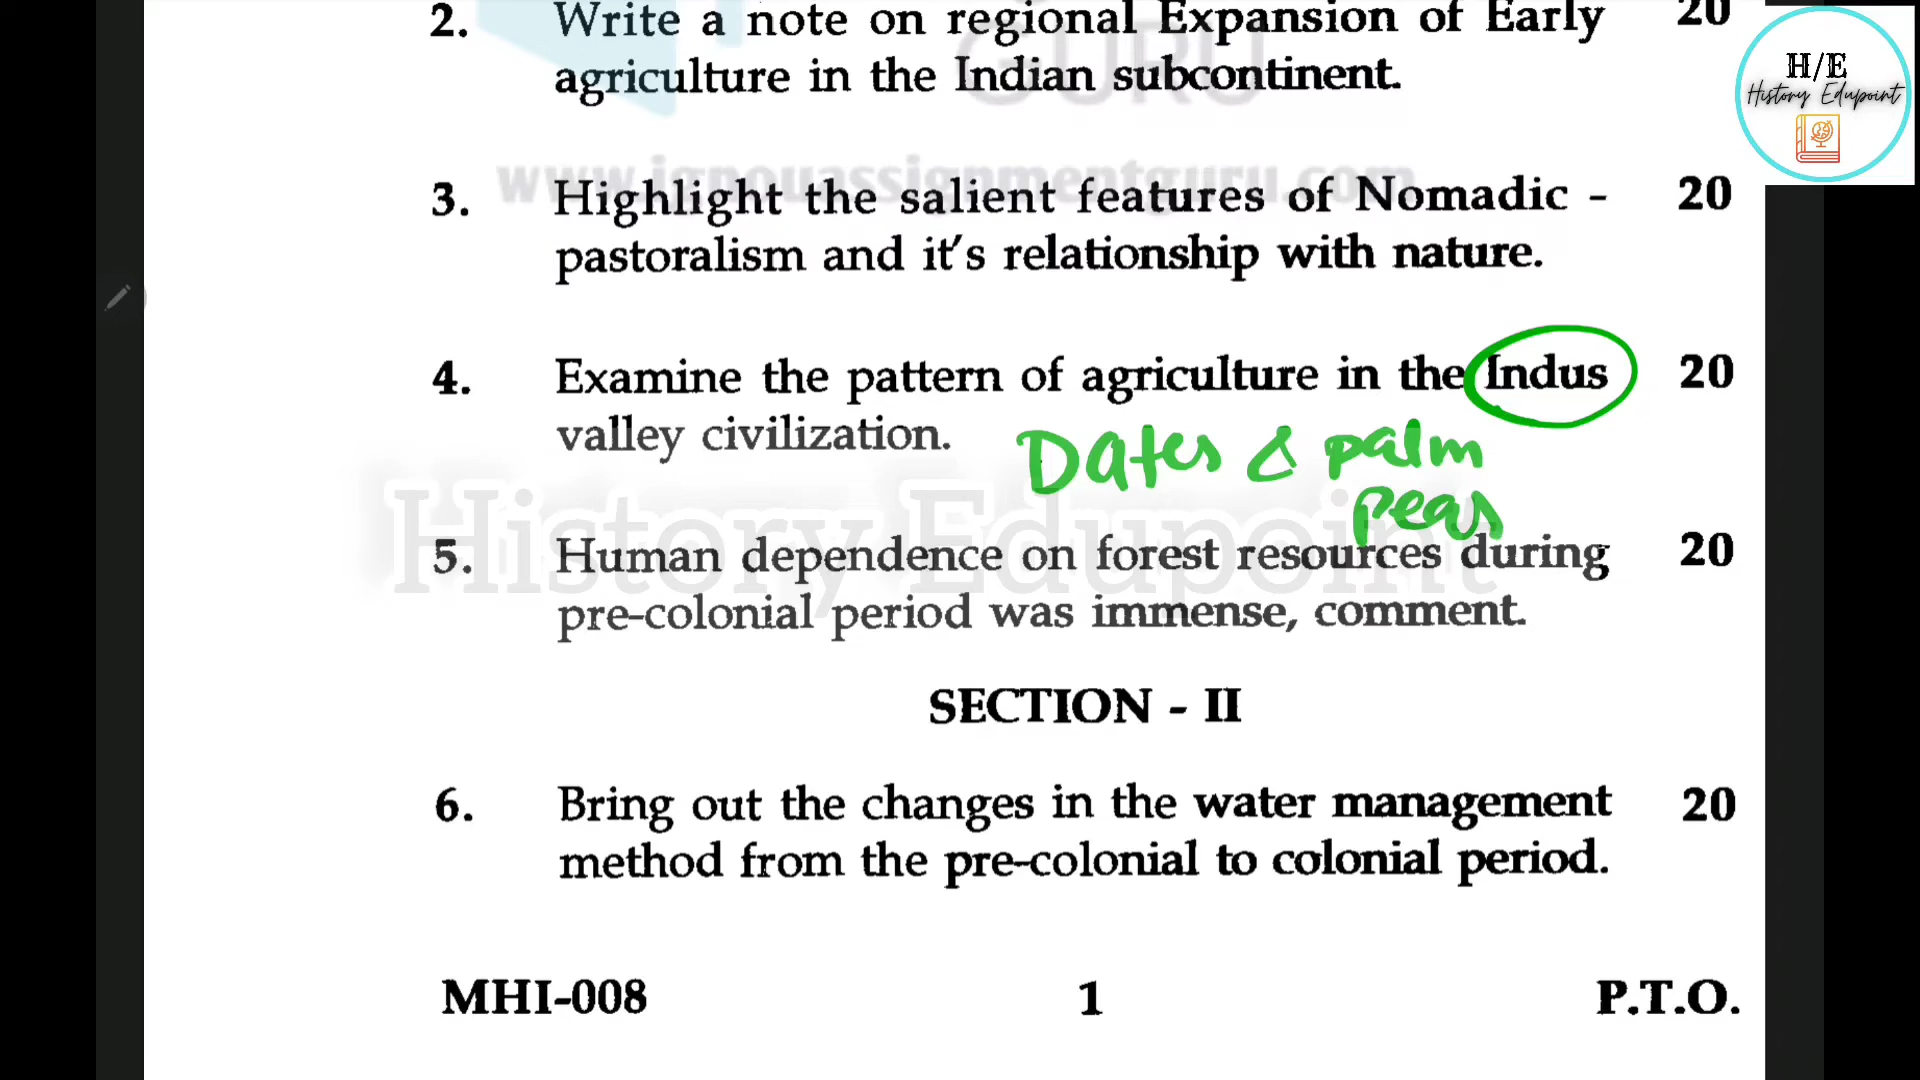 2. Write a note on regional Expansion of Early 20
agriculture in the Indian subcontinent.
GURU
www.ignouassignmentguru.com
3. Highlight the salient features of Nomadic - 20
pastoralism and it's relationship with nature.
4. Examine the pattern of agriculture in the Indus 20
valley civilization.
Dates & palm
peas
History Edupoint
5. Human dependence on forest resources during 20
pre-colonial period was immense, comment.
SECTION - II
6. Bring out the changes in the water management 20
method from the pre-colonial to colonial period.
MHI-008 1 P.T.O.
H/E
History Edupoint